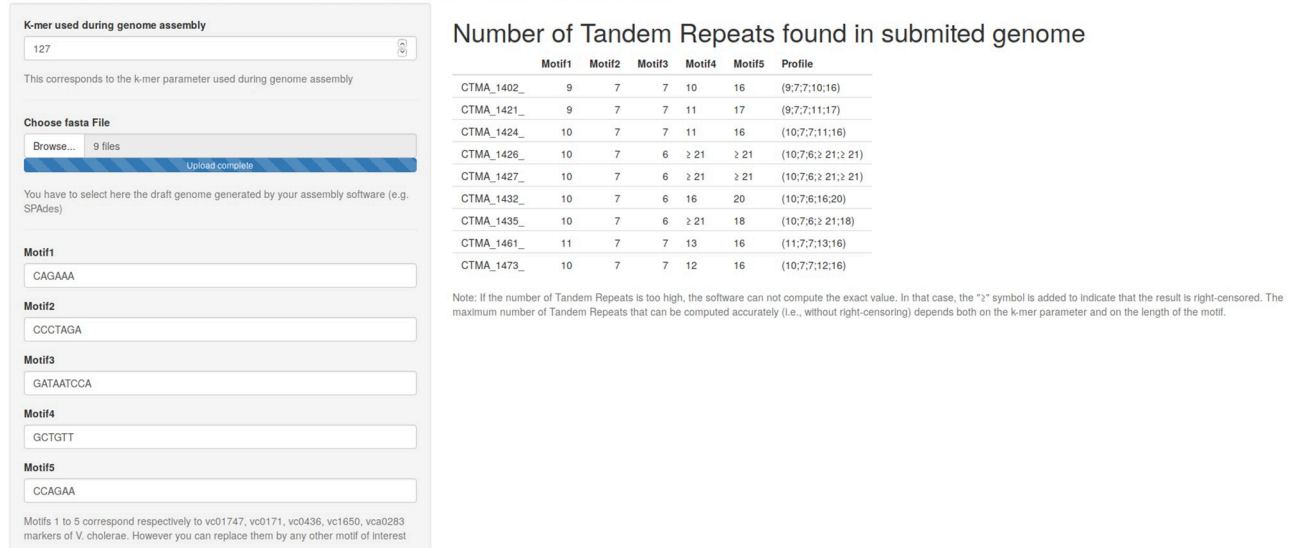 K-mer used during genome assembly
127
This corresponds to the k-mer parameter used during genome assembly
Choose fasta File
Browse... 9 files
Upload complete
You have to select here the draft genome generated by your assembly software (e.g.
SPAdes)
Motif1
CAGAAA
Motif2
CCCTAGA
Motif3
GATAATCCA
Motif4
GCTGTT
Motif5
CCAGAA
Motifs 1 to 5 correspond respectively to vc01747, vc0171, vc0436, vc1650, vca0283
markers of V. cholerae. However you can replace them by any other motif of interest
Number of Tandem Repeats found in submited genome
Motif1 Motif2 Motif3 Motif4 Motif5 Profile
CTMA_1402_ 9 7 7 10 16 (9;7;7;10;16)
CTMA_1421_ 9 7 7 11 17 (9;7;7;11;17)
CTMA_1424_ 10 7 7 11 16 (10;7;7;11;16)
CTMA_1426_ 10 7 6 ≥ 21 ≥ 21 (10;7;6;≥ 21;≥ 21)
CTMA_1427_ 10 7 6 ≥ 21 ≥ 21 (10;7;6;≥ 21;≥ 21)
CTMA_1432_ 10 7 6 16 20 (10;7;6;16;20)
CTMA_1435_ 10 7 6 ≥ 21 18 (10;7;6;≥ 21;18)
CTMA_1461_ 11 7 7 13 16 (11;7;7;13;16)
CTMA_1473_ 10 7 7 12 16 (10;7;7;12;16)
Note: If the number of Tandem Repeats is too high, the software can not compute the exact value. In that case, the "≥" symbol is added to indicate that the result is right-censored. The
maximum number of Tandem Repeats that can be computed accurately (i.e., without right-censoring) depends both on the k-mer parameter and on the length of the motif.